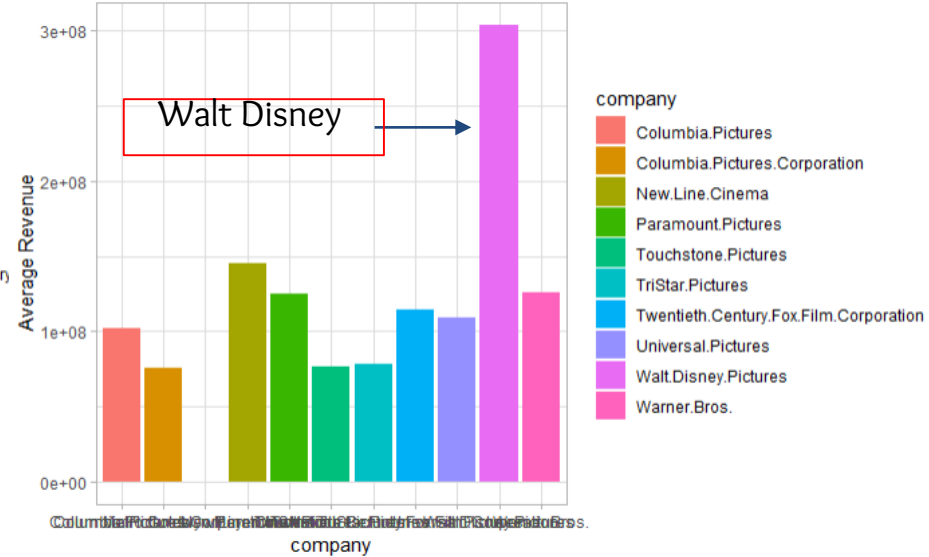 3e+08
Walt Disney
2e+08
1e+08
0e+00
Average Revenue
company
company
Columbia.Pictures
Columbia.Pictures.Corporation
New.Line.Cinema
Paramount.Pictures
Touchstone.Pictures
TriStar.Pictures
Twentieth.Century.Fox.Film.Corporation
Universal.Pictures
Walt.Disney.Pictures
Warner.Bros.